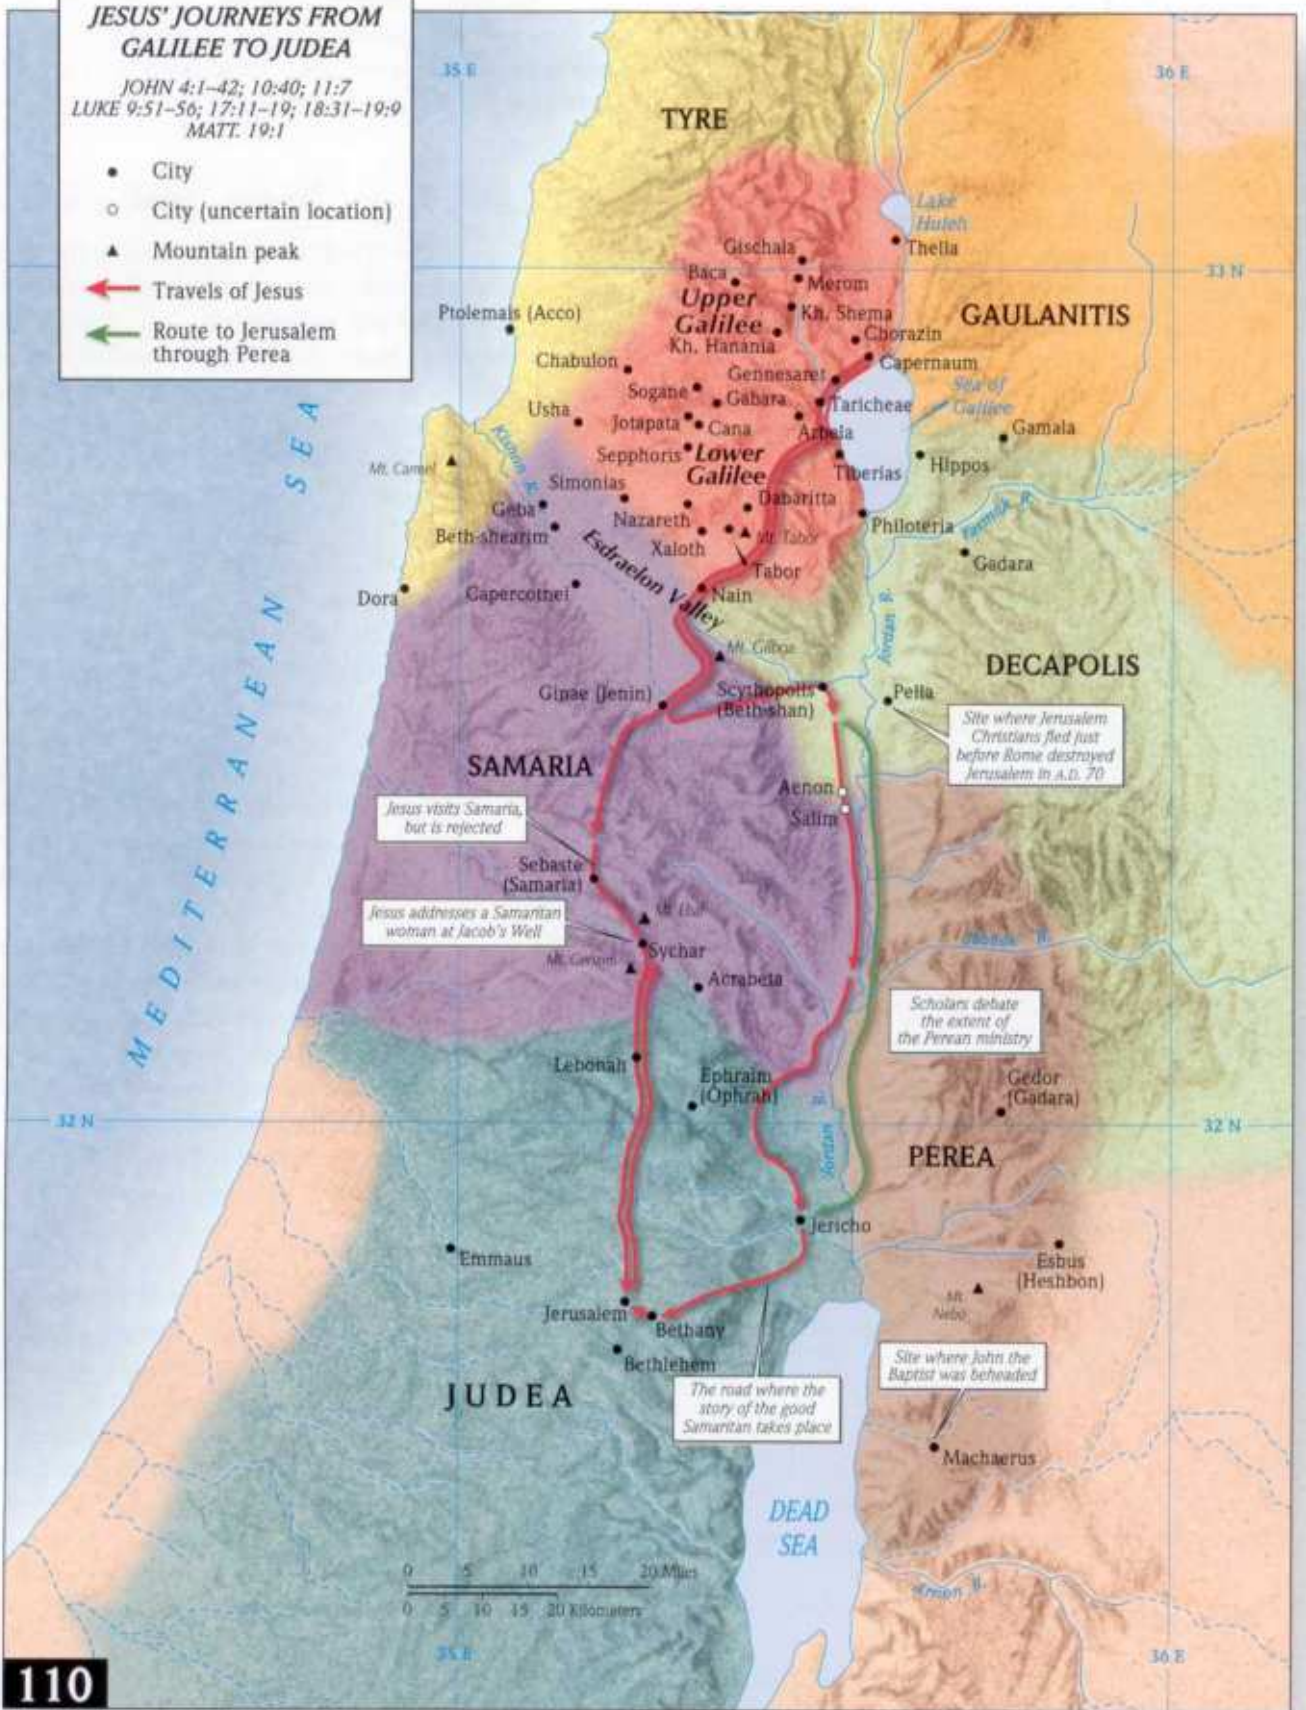 JESUS' JOURNEYS FROM
GALILEE TO JUDEA
JOHN 4:1–42; 10:40; 11:7
LUKE 9:51–56; 17:11–19; 18:31–19:9
MATT. 19:1
City
City (uncertain location)
Mountain peak
Travels of Jesus
Route to Jerusalem
through Perea
35 E
36 E
TYRE
Lake
Huleh
Thella
Gischala
33 N
Baca
Merom
Upper
Galilee
Kh. Shema
GAULANITIS
Ptolemais (Acco)
Kh. Hanania
Chorazin
Chabulon
Capernaum
Gennesaret
Sogane
Gabara
Taricheae
Sea of
Galilee
Usha
Jotapata
Cana
Arbela
Gamala
Kishon R.
Sepphoris
Lower
Galilee
Tiberias
Hippos
Mt. Carmel
Simonias
Dabaritta
Geba
Nazareth
Philoteria
Yarmuk R.
Beth-shearim
Xaloth
Mt. Tabor
Gadara
Esdraelon Valley
Tabor
Dora
Capercotnei
Nain
Jordan R.
MEDITERRANEAN SEA
Mt. Gilboa
DECAPOLIS
Ginae (Jenin)
Scythopolis
(Beth-shan)
Pella
Site where Jerusalem
Christians fled just
before Rome destroyed
Jerusalem in A.D. 70
SAMARIA
Aenon
Salim
Jesus visits Samaria,
but is rejected
Sebaste
(Samaria)
Jesus addresses a Samaritan
woman at Jacob's Well
Mt. Ebal
Sychar
Jabbok R.
Mt. Gerizim
Acrabeta
Scholars debate
the extent of
the Perean ministry
Lebonah
Ephraim
(Ophrah)
Gedor
(Gadara)
32 N
Jordan R.
32 N
PEREA
Jericho
Emmaus
Esbus
(Heshbon)
Mt.
Nebo
Jerusalem
Bethany
Bethlehem
Site where John the
Baptist was beheaded
JUDEA
The road where the
story of the good
Samaritan takes place
Machaerus
DEAD
SEA
0 5 10 15 20 Miles
0 5 10 15 20 Kilometers
Arnon R.
35 E
36 E
110